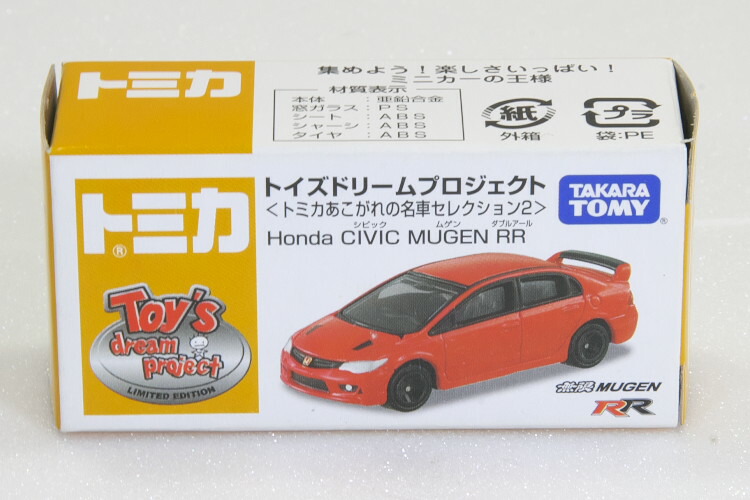 トミカ
集めよう！楽しさいっぱい！
ミニカーの王様
材質表示
本体 : 亜鉛合金
窓ガラス : PS
シート : ABS
シャーシ : ABS
タイヤ : ABS
紙
外箱
プラ
袋:PE
トミカ®
トイズドリームプロジェクト
<トミカあこがれの名車セレクション2>
シビック ムゲン ダブルアール
Honda CIVIC MUGEN RR
TAKARA TOMY®
Toy's
dream
project
LIMITED EDITION
無限 MUGEN
RR